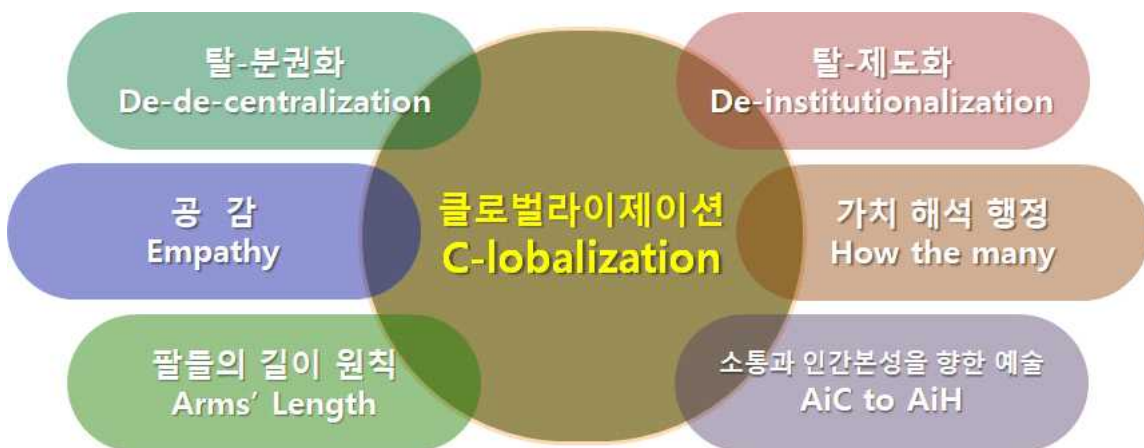 탈-분권화
De-de-centralization
탈-제도화
De-institutionalization
공 감
Empathy
클로벌라이제이션
C-lobalization
가치 해석 행정
How the many
팔들의 길이 원칙
Arms' Length
소통과 인간본성을 향한 예술
AiC to AiH